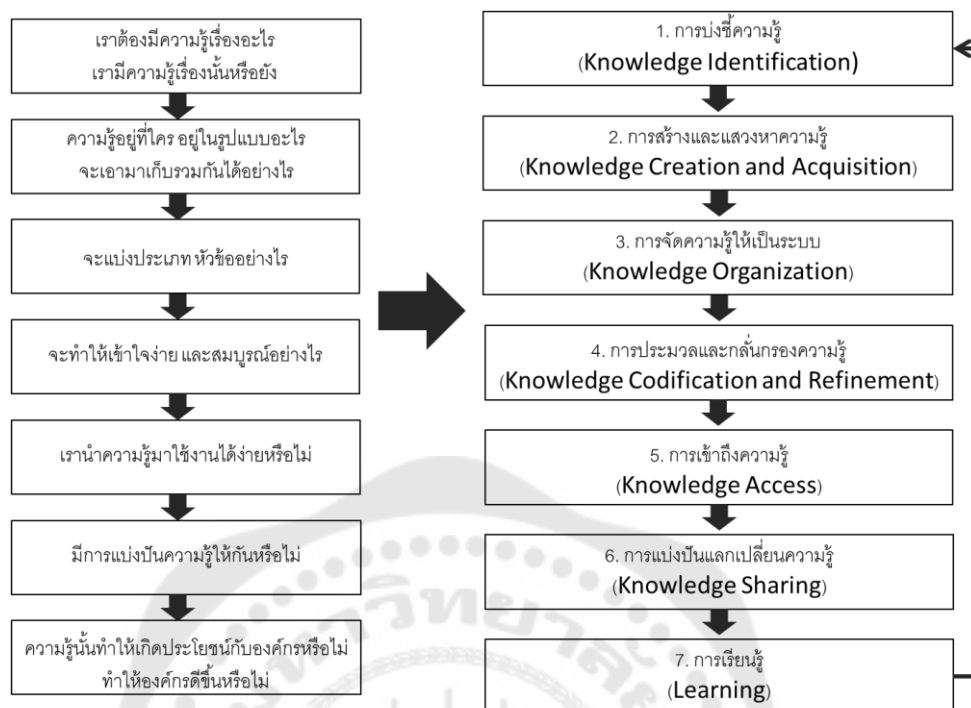 เราต้องมีความรู้เรื่องอะไร
เรามีความรู้เรื่องนั้นหรือยัง
ความรู้อยู่ที่ใคร อยู่ในรูปแบบอะไร
จะเอามาเก็บรวมกันได้อย่างไร
จะแบ่งประเภท หัวข้ออย่างไร
จะทำให้เข้าใจง่าย และสมบูรณ์อย่างไร
เรานำความรู้มาใช้งานได้ง่ายหรือไม่
มีการแบ่งปันความรู้ให้กันหรือไม่
ความรู้นั้นทำให้เกิดประโยชน์กับองค์กรหรือไม่
ทำให้องค์กรดีขึ้นหรือไม่
1. การบ่งชี้ความรู้
(Knowledge Identification)
2. การสร้างและแสวงหาความรู้
(Knowledge Creation and Acquisition)
3. การจัดความรู้ให้เป็นระบบ
(Knowledge Organization)
4. การประมวลและกลั่นกรองความรู้
(Knowledge Codification and Refinement)
5. การเข้าถึงความรู้
(Knowledge Access)
6. การแบ่งปันแลกเปลี่ยนความรู้
(Knowledge Sharing)
7. การเรียนรู้
(Learning)